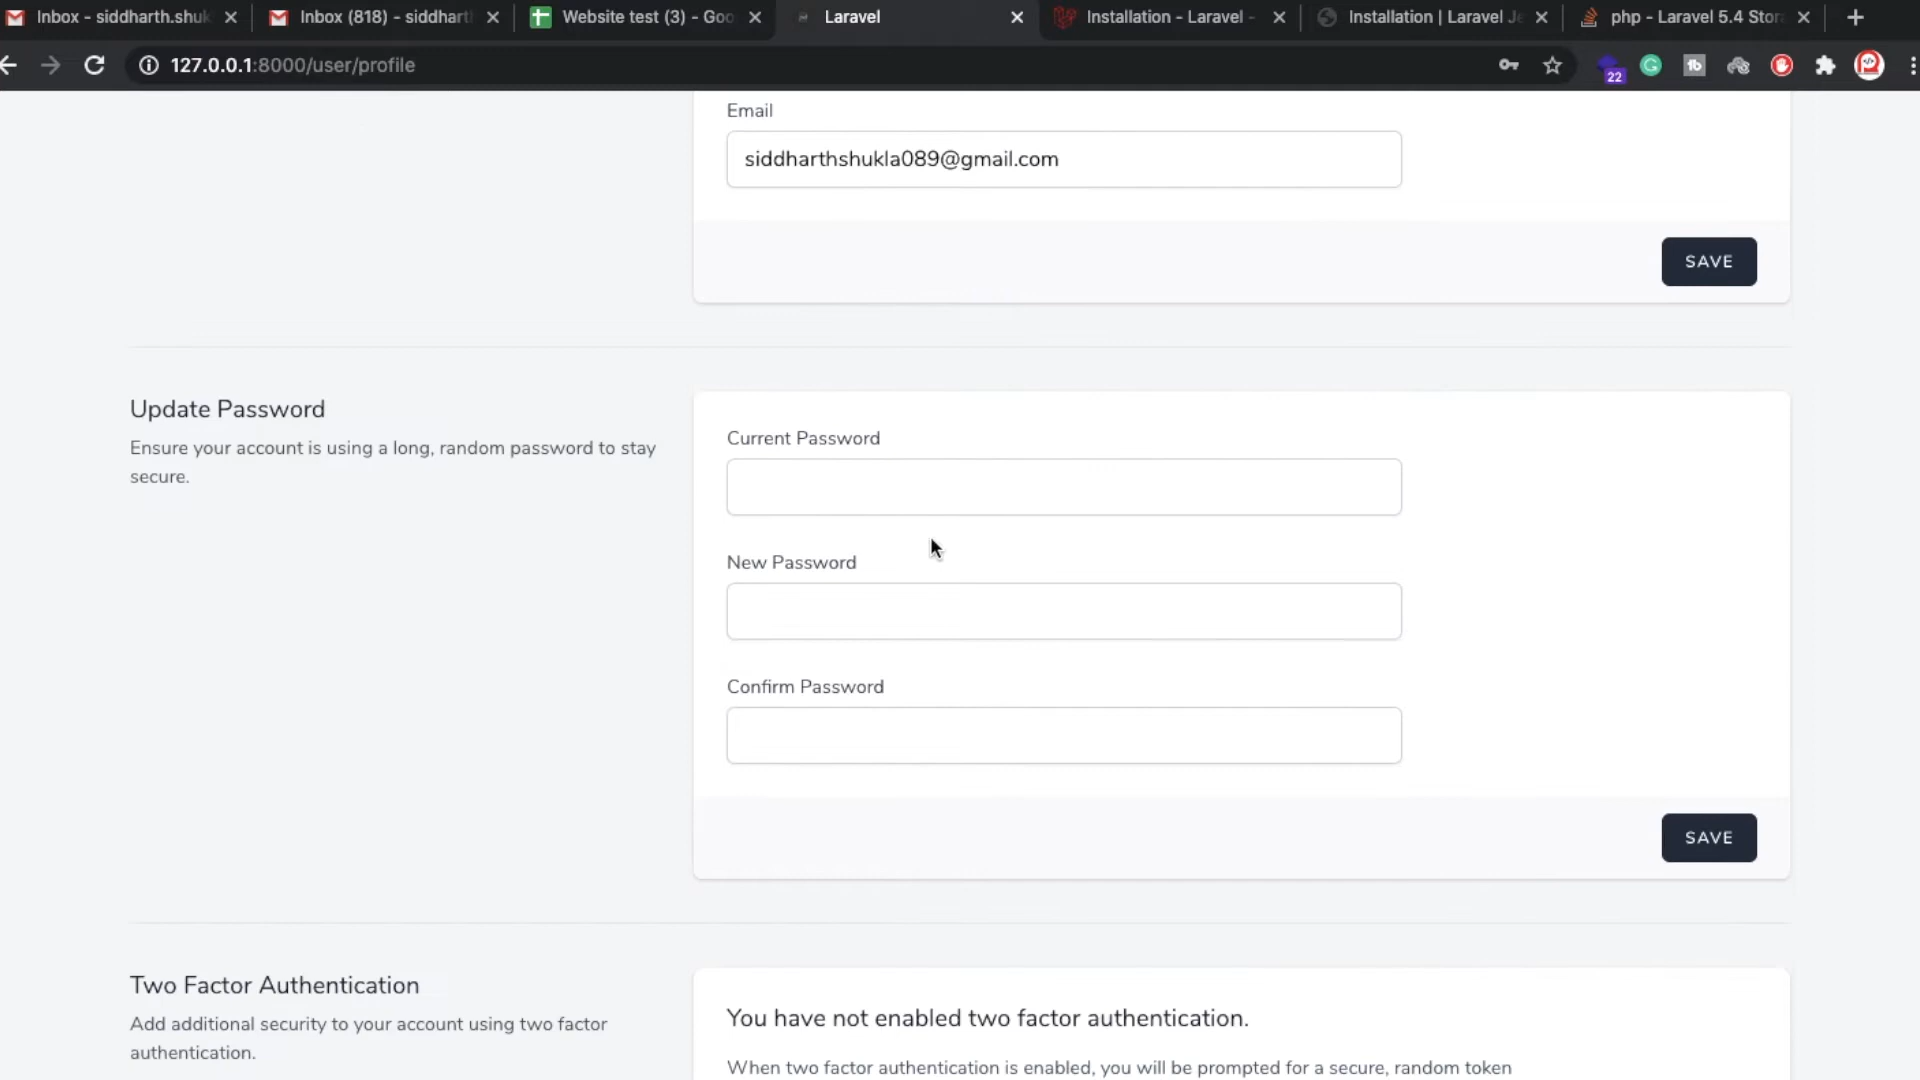 Inbox - siddharth.shuk
Inbox (818) - siddhart
Website test (3) - Goo
Laravel
Installation - Laravel -
Installation | Laravel Je
php - Laravel 5.4 Stor
127.0.0.1:8000/user/profile
22
Email
siddharthshukla089@gmail.com
SAVE
Update Password
Ensure your account is using a long, random password to stay
secure.
Current Password
New Password
Confirm Password
SAVE
Two Factor Authentication
Add additional security to your account using two factor
authentication.
You have not enabled two factor authentication.
When two factor authentication is enabled, you will be prompted for a secure, random token